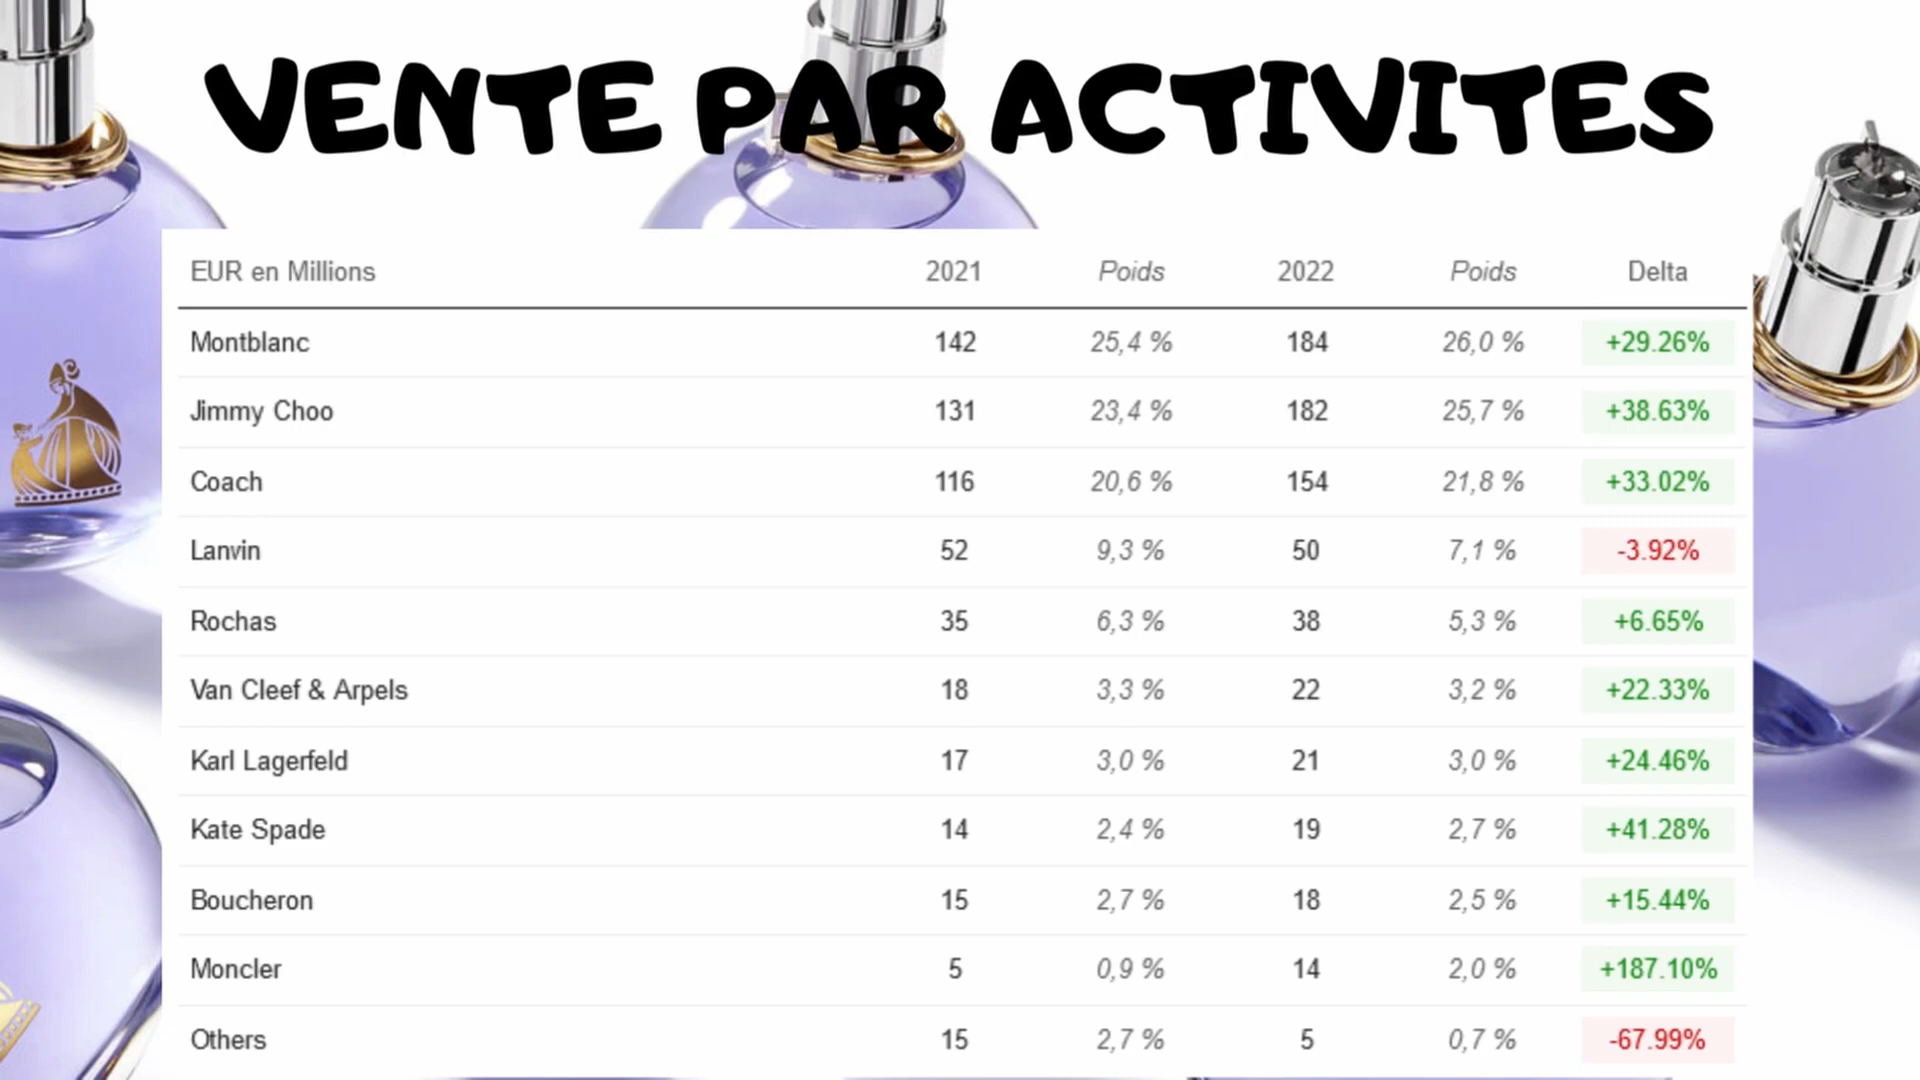 VENTE PAR ACTIVITES
EUR en Millions 2021 Poids 2022 Poids Delta
Montblanc 142 25,4 % 184 26,0 % +29.26%
Jimmy Choo 131 23,4 % 182 25,7 % +38.63%
Coach 116 20,6 % 154 21,8 % +33.02%
Lanvin 52 9,3 % 50 7,1 % -3.92%
Rochas 35 6,3 % 38 5,3 % +6.65%
Van Cleef & Arpels 18 3,3 % 22 3,2 % +22.33%
Karl Lagerfeld 17 3,0 % 21 3,0 % +24.46%
Kate Spade 14 2,4 % 19 2,7 % +41.28%
Boucheron 15 2,7 % 18 2,5 % +15.44%
Moncler 5 0,9 % 14 2,0 % +187.10%
Others 15 2,7 % 5 0,7 % -67.99%